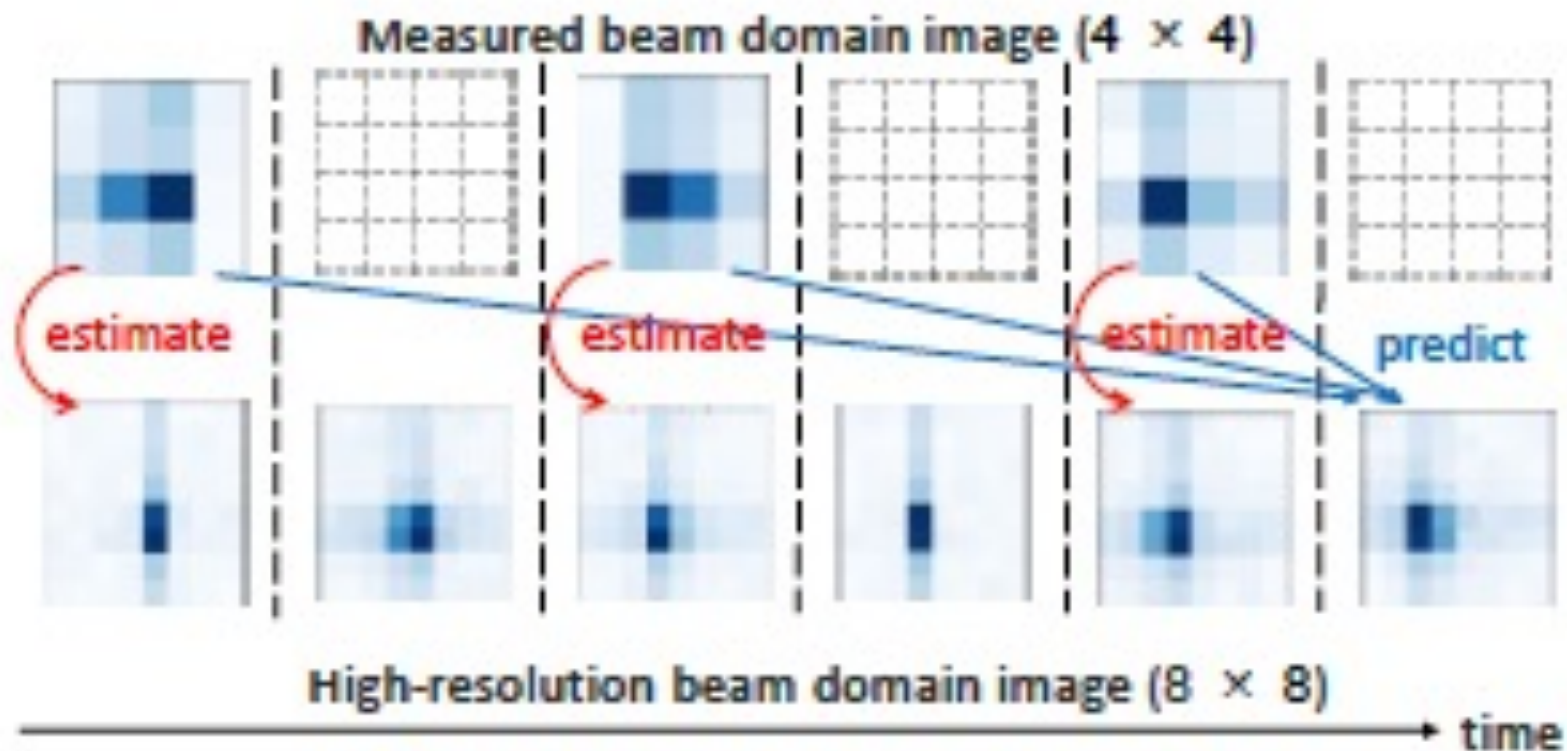 Measured beam domain image (4 × 4)
estimate
estimate
estimate
predict
High-resolution beam domain image (8 × 8)
time